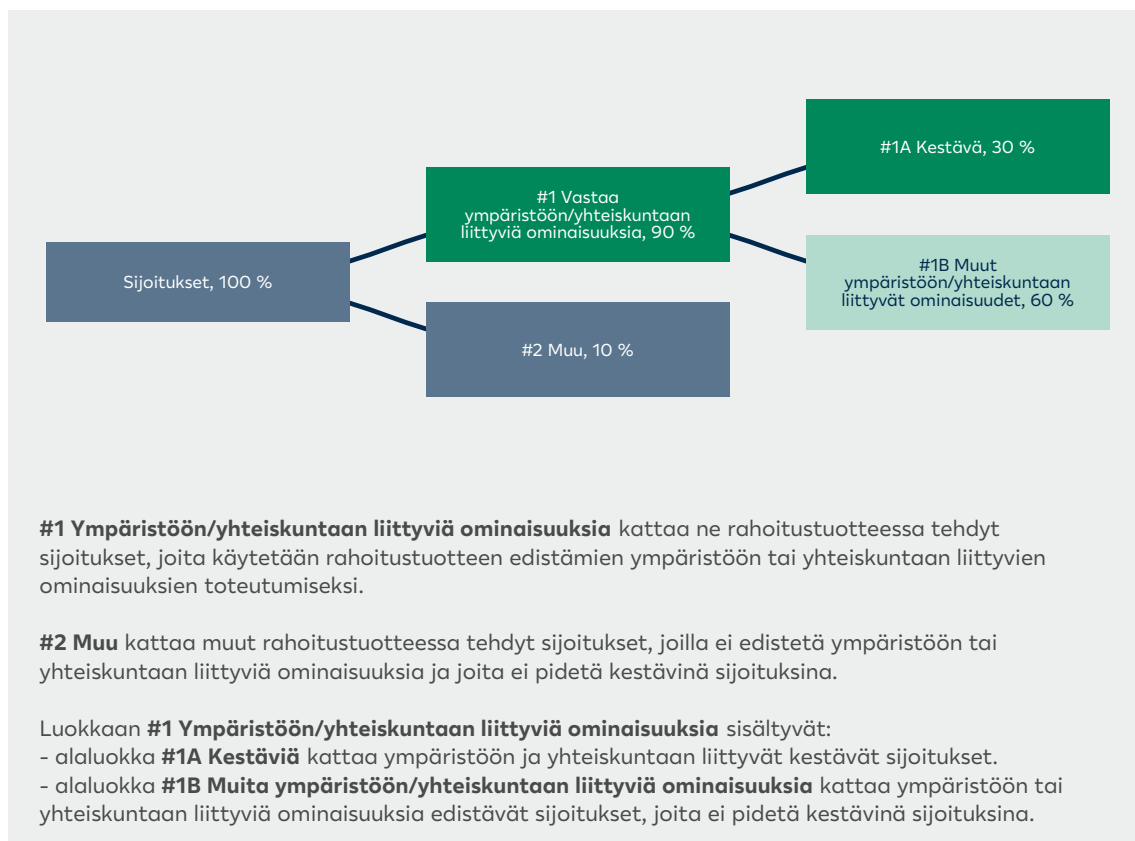 #1A Kestävä, 30 %
#1 Vastaa
ympäristöön/yhteiskuntaan
liittyviä ominaisuuksia, 90 %
Sijoitukset, 100 %
#1B Muut
ympäristöön/yhteiskuntaan
liittyvät ominaisuudet, 60 %
#2 Muu, 10 %
#1 Ympäristöön/yhteiskuntaan liittyviä ominaisuuksia kattaa ne rahoitustuotteessa tehdyt
sijoitukset, joita käytetään rahoitustuotteen edistämien ympäristöön tai yhteiskuntaan liittyvien
ominaisuuksien toteutumiseksi.
#2 Muu kattaa muut rahoitustuotteessa tehdyt sijoitukset, joilla ei edistetä ympäristöön tai
yhteiskuntaan liittyviä ominaisuuksia ja joita ei pidetä kestävinä sijoituksina.
Luokkaan #1 Ympäristöön/yhteiskuntaan liittyviä ominaisuuksia sisältyvät:
- alaluokka #1A Kestäviä kattaa ympäristöön ja yhteiskuntaan liittyvät kestävät sijoitukset.
- alaluokka #1B Muita ympäristöön/yhteiskuntaan liittyviä ominaisuuksia kattaa ympäristöön tai
yhteiskuntaan liittyviä ominaisuuksia edistävät sijoitukset, joita ei pidetä kestävinä sijoituksina.